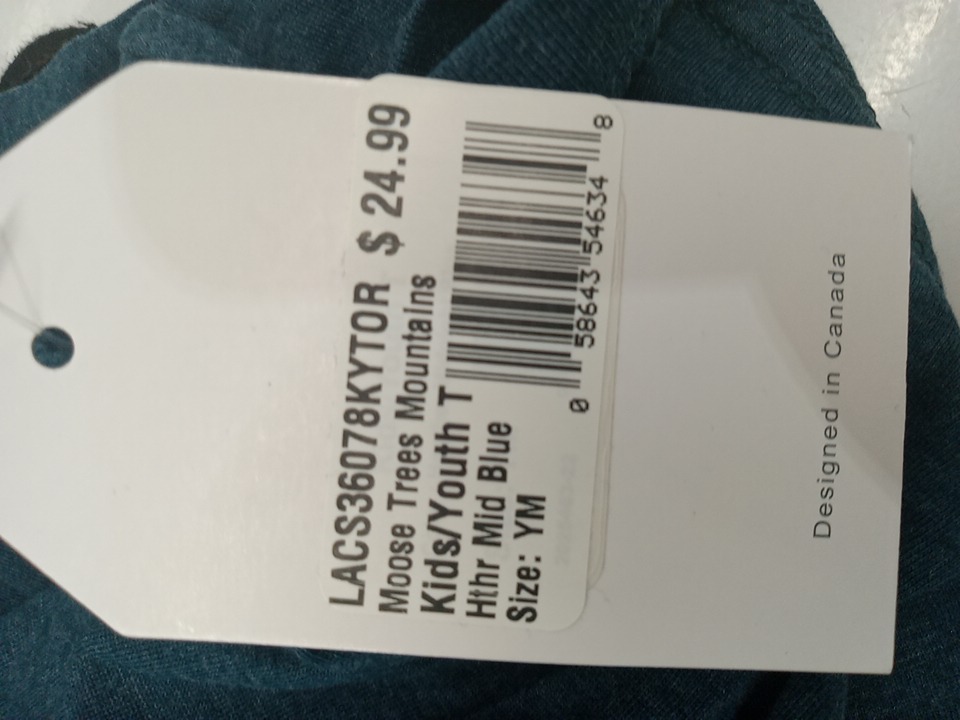 LACS36078KYTOR $ 24.99
Moose Trees Mountains
Kids/Youth T
Hthr Mid Blue
Size: YM
0 58643 54634 8
Designed in Canada